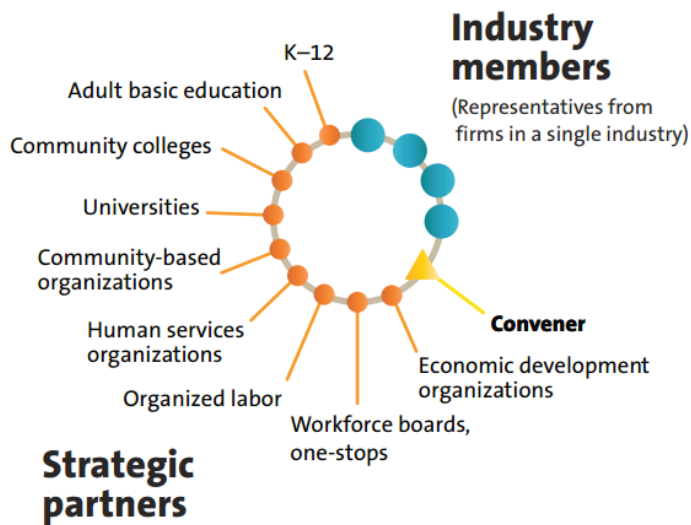 Industry
members
(Representatives from
firms in a single industry)
K–12
Adult basic education
Community colleges
Universities
Community-based
organizations
Human services
organizations
Organized labor
Workforce boards,
one-stops
Economic development
organizations
Convener
Strategic
partners